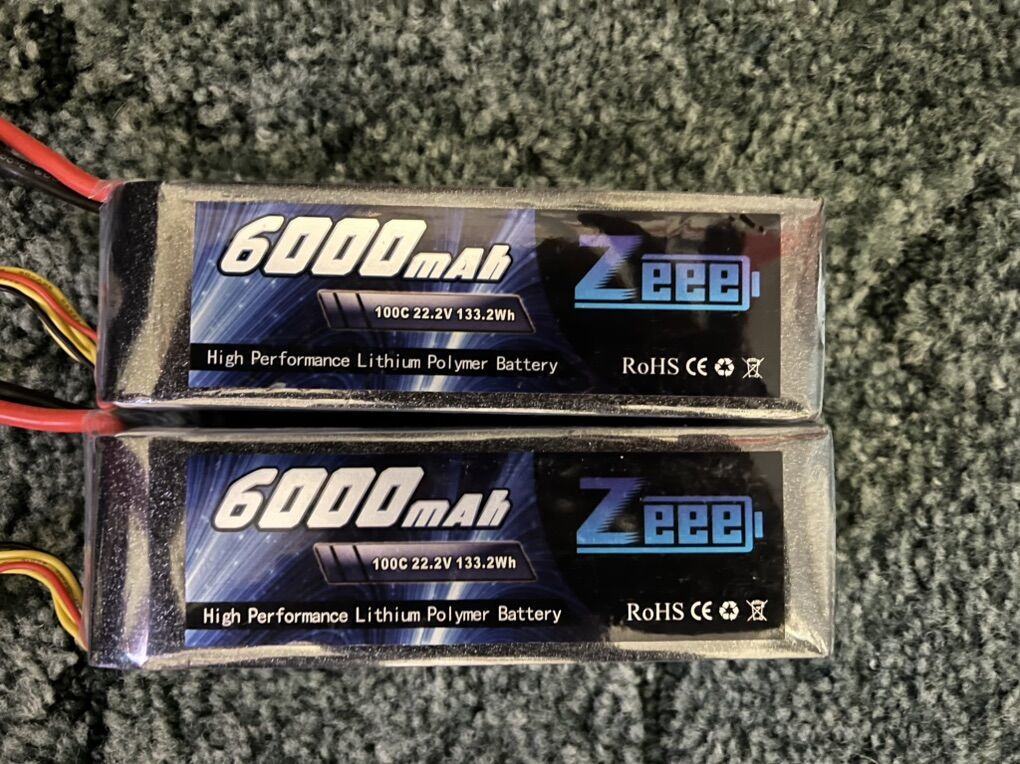 6000mAh
100C 22.2V 133.2Wh
High Performance Lithium Polymer Battery
Zeee
RoHS CE
6000mAh
100C 22.2V 133.2Wh
High Performance Lithium Polymer Battery
Zeee
RoHS CE